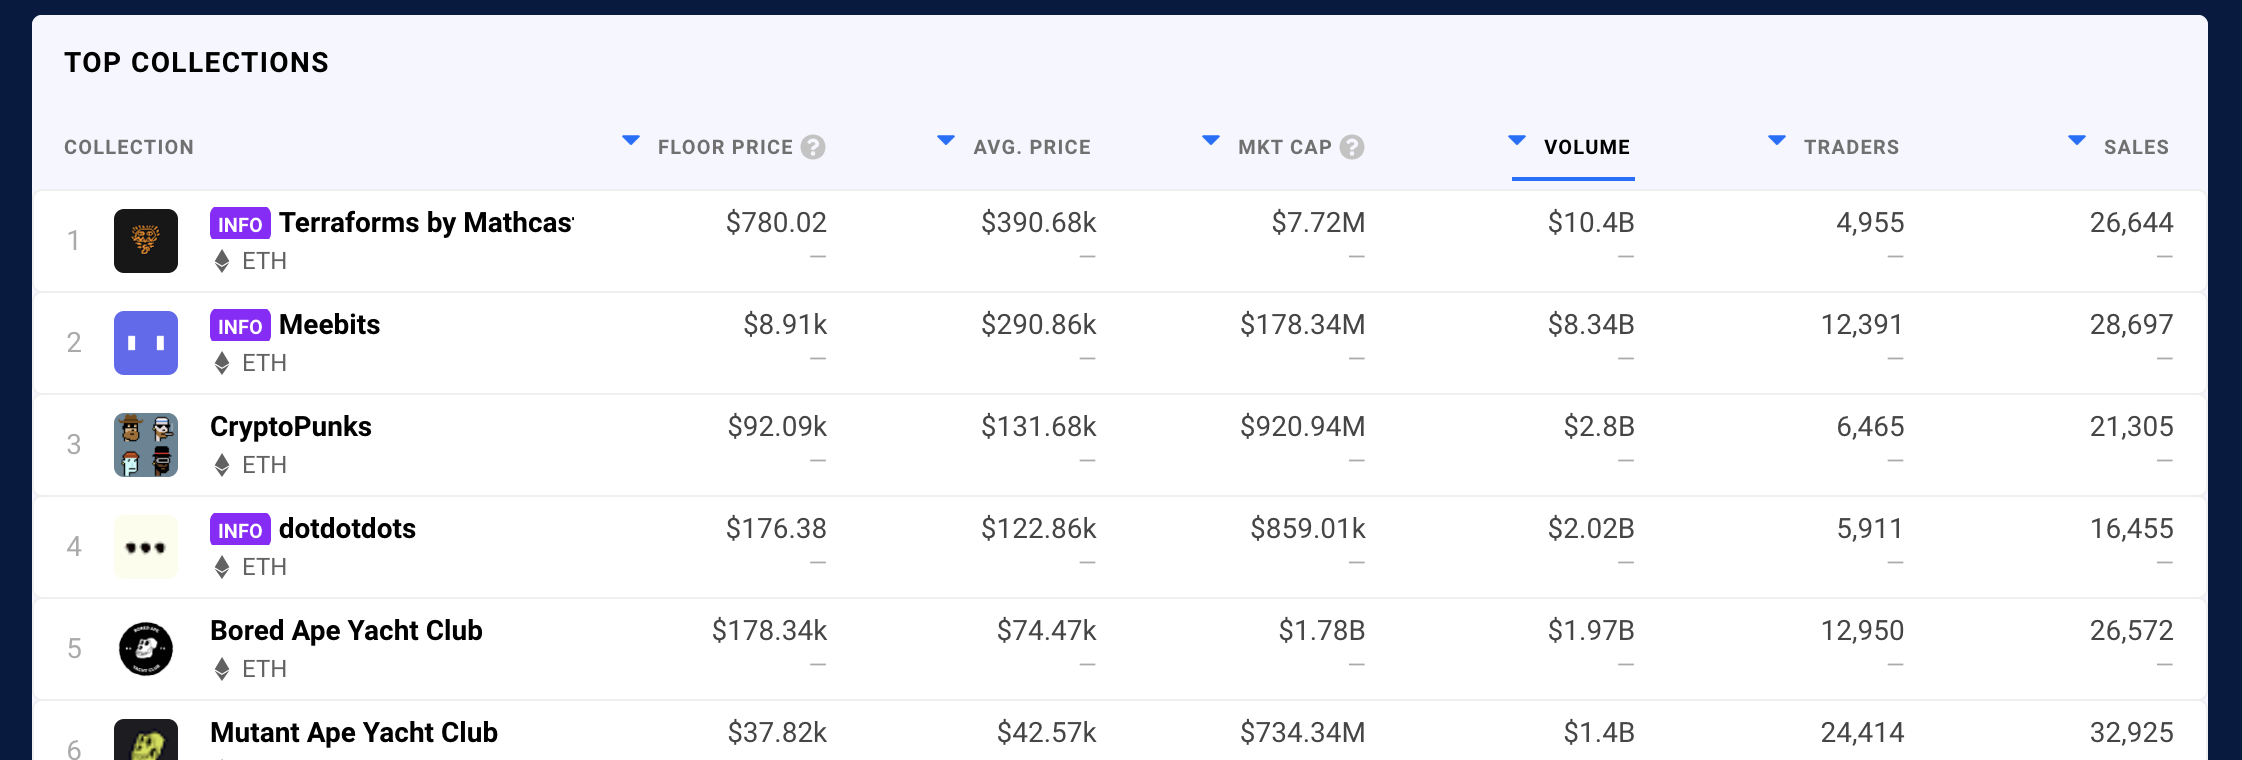 TOP COLLECTIONS
COLLECTION FLOOR PRICE ? AVG. PRICE MKT CAP ? VOLUME TRADERS SALES
1 INFO Terraforms by Mathcas $780.02 $390.68k $7.72M $10.4B 4,955 26,644
ETH — — — — — —
2 INFO Meebits $8.91k $290.86k $178.34M $8.34B 12,391 28,697
ETH — — — — — —
3 CryptoPunks $92.09k $131.68k $920.94M $2.8B 6,465 21,305
ETH — — — — — —
4 INFO dotdotdots $176.38 $122.86k $859.01k $2.02B 5,911 16,455
ETH — — — — — —
5 Bored Ape Yacht Club $178.34k $74.47k $1.78B $1.97B 12,950 26,572
ETH — — — — — —
6 Mutant Ape Yacht Club $37.82k $42.57k $734.34M $1.4B 24,414 32,925